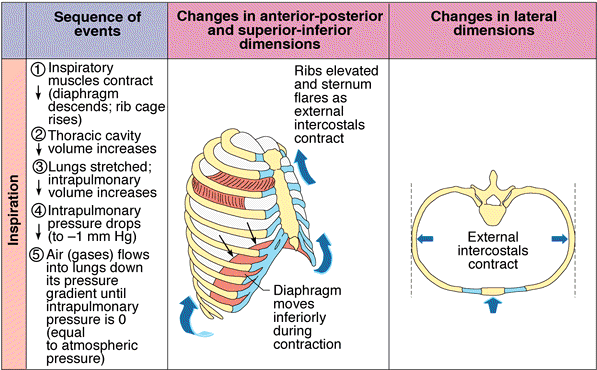 Sequence of
events
Changes in anterior-posterior
and superior-inferior
dimensions
Changes in lateral
dimensions
Inspiration
① Inspiratory
muscles contract
(diaphragm
descends; rib cage
rises)
② Thoracic cavity
volume increases
③ Lungs stretched;
intrapulmonary
volume increases
④ Intrapulmonary
pressure drops
(to –1 mm Hg)
⑤ Air (gases) flows
into lungs down
its pressure
gradient until
intrapulmonary
pressure is 0
(equal
to atmospheric
pressure)
Ribs elevated
and sternum
flares as
external
intercostals
contract
Diaphragm
moves
inferiorly during
contraction
External
intercostals
contract